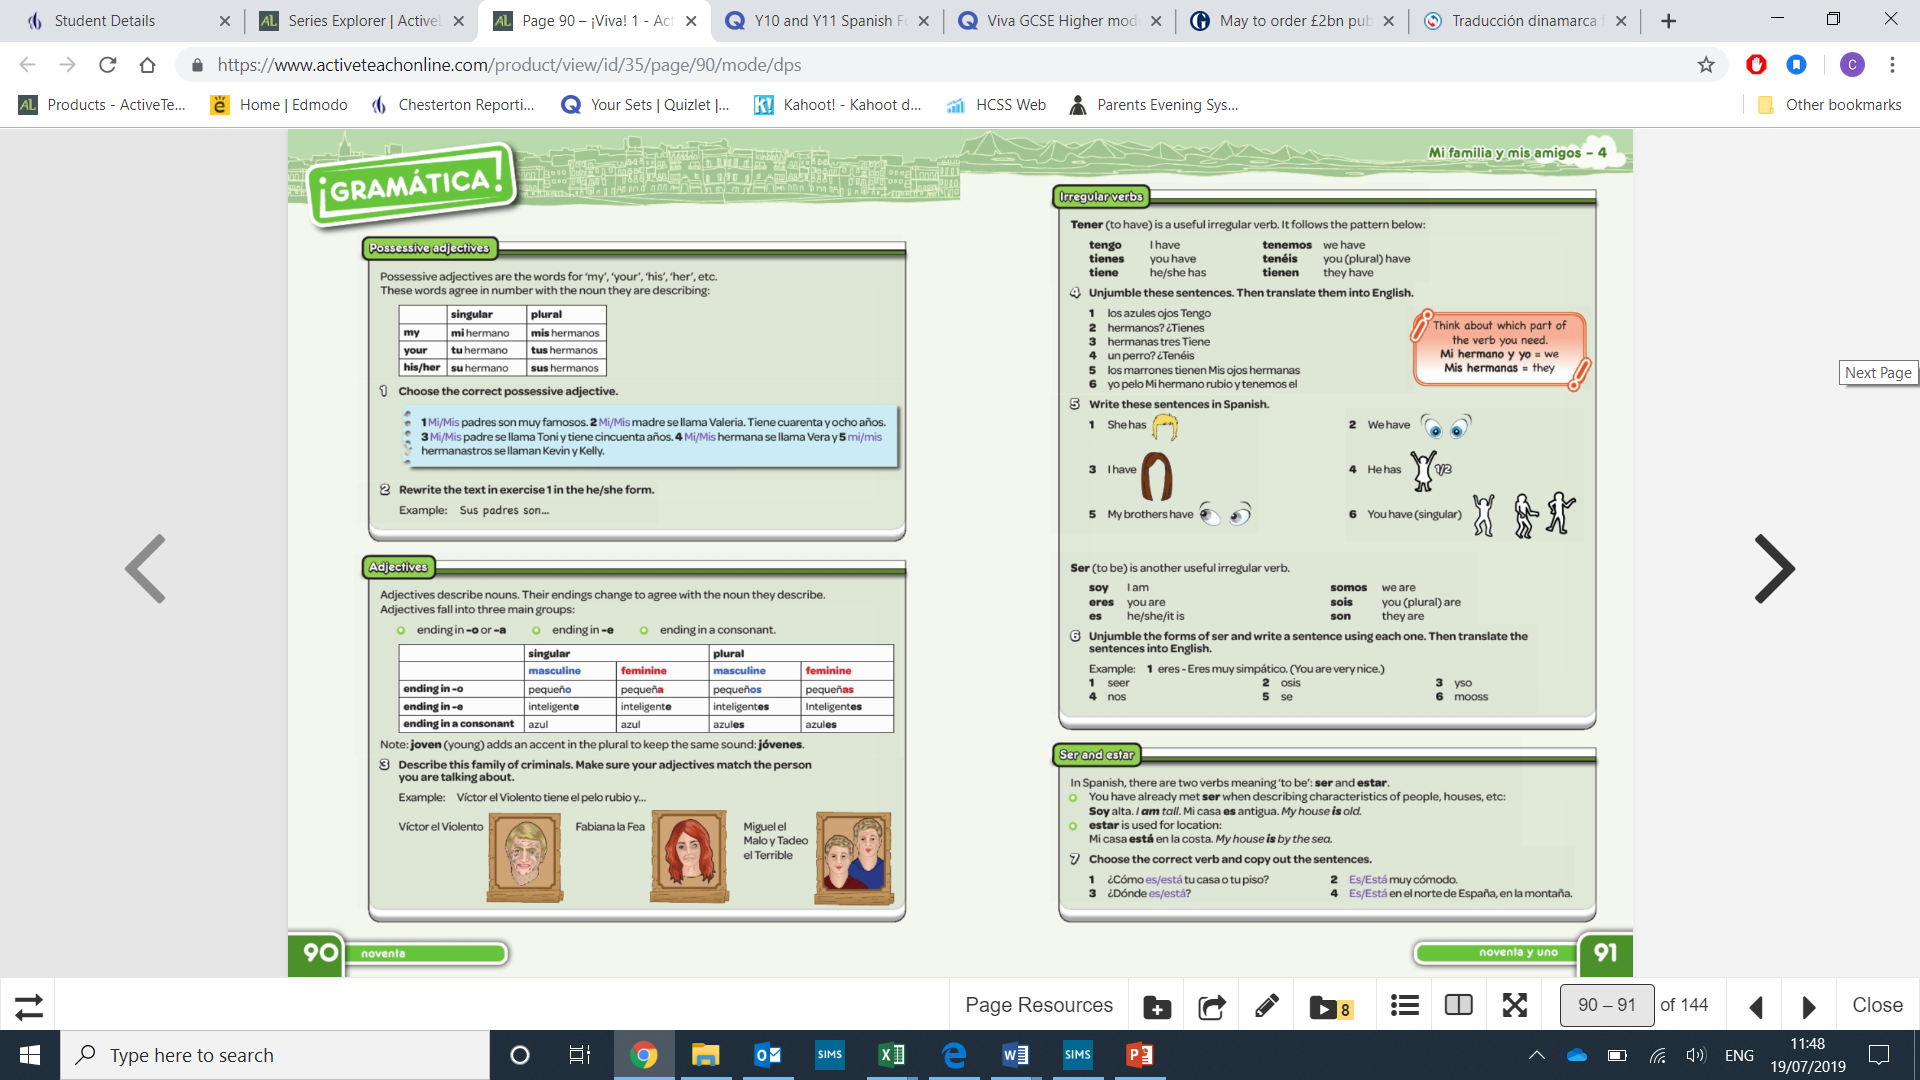 Student Details
Series Explorer | ActiveL
Page 90 – ¡Viva! 1 - Act
Y10 and Y11 Spanish F
Viva GCSE Higher mod
May to order £2bn pub
Traducción dinamarca
https://www.activeteachonline.com/product/view/id/35/page/90/mode/dps
C
Products - ActiveTe...
Home | Edmodo
Chesterton Reporti...
Your Sets | Quizlet |...
Kahoot! - Kahoot d...
HCSS Web
Parents Evening Sys...
Other bookmarks
¡GRAMÁTICA!
Possessive adjectives
Possessive adjectives are the words for ‘my’, ‘your’, ‘his’, ‘her’, etc.
These words agree in number with the noun they are describing:
singular plural
my mi hermano mis hermanos
your tu hermano tus hermanos
his/her su hermano sus hermanos
1 Choose the correct possessive adjective.
1 Mi/Mis padres son muy famosos. 2 Mi/Mis madre se llama Valeria. Tiene cuarenta y ocho años.
3 Mi/Mis padre se llama Toni y tiene cincuenta años. 4 Mi/Mis hermana se llama Vera y 5 mi/mis
hermanastros se llaman Kevin y Kelly.
2 Rewrite the text in exercise 1 in the he/she form.
Example: Sus padres son...
Adjectives
Adjectives describe nouns. Their endings change to agree with the noun they describe.
Adjectives fall into three main groups:
ending in -o or -a ending in -e ending in a consonant.
singular plural
masculine feminine masculine feminine
ending in -o pequeño pequeña pequeños pequeñas
ending in -e inteligente inteligente inteligentes Inteligentes
ending in a consonant azul azul azules azules
Note: joven (young) adds an accent in the plural to keep the same sound: jóvenes.
3 Describe this family of criminals. Make sure your adjectives match the person
you are talking about.
Example: Víctor el Violento tiene el pelo rubio y...
Víctor el Violento
Fabiana la Fea
Miguel el
Malo y Tadeo
el Terrible
90 noventa
Mi familia y mis amigos - 4
Irregular verbs
Tener (to have) is a useful irregular verb. It follows the pattern below:
tengo I have tenemos we have
tienes you have tenéis you (plural) have
tiene he/she has tienen they have
4 Unjumble these sentences. Then translate them into English.
1 los azules ojos Tengo
2 hermanos? ¿Tienes
3 hermanas tres Tiene
4 un perro? ¿Tenéis
5 los marrones tienen Mis ojos hermanas
6 yo pelo Mi hermano rubio y tenemos el
Think about which part of
the verb you need.
Mi hermano y yo = we
Mis hermanas = they
5 Write these sentences in Spanish.
1 She has 2 We have
3 I have 4 He has 1/2
5 My brothers have 6 You have (singular)
Ser (to be) is another useful irregular verb.
soy I am somos we are
eres you are sois you (plural) are
es he/she/it is son they are
6 Unjumble the forms of ser and write a sentence using each one. Then translate the
sentences into English.
Example: 1 eres - Eres muy simpático. (You are very nice.)
1 seer 2 osis 3 yso
4 nos 5 se 6 mooss
Ser and estar
In Spanish, there are two verbs meaning ‘to be’: ser and estar.
You have already met ser when describing characteristics of people, houses, etc:
Soy alta. I am tall. Mi casa es antigua. My house is old.
estar is used for location:
Mi casa está en la costa. My house is by the sea.
7 Choose the correct verb and copy out the sentences.
1 ¿Cómo es/está tu casa o tu piso? 2 Es/Está muy cómodo.
3 ¿Dónde es/está? 4 Es/Está en el norte de España, en la montaña.
noventa y uno 91
Next Page
Page Resources
8
90 – 91 of 144
Close
Type here to search
SIMS
SIMS
ENG
11:48
19/07/2019